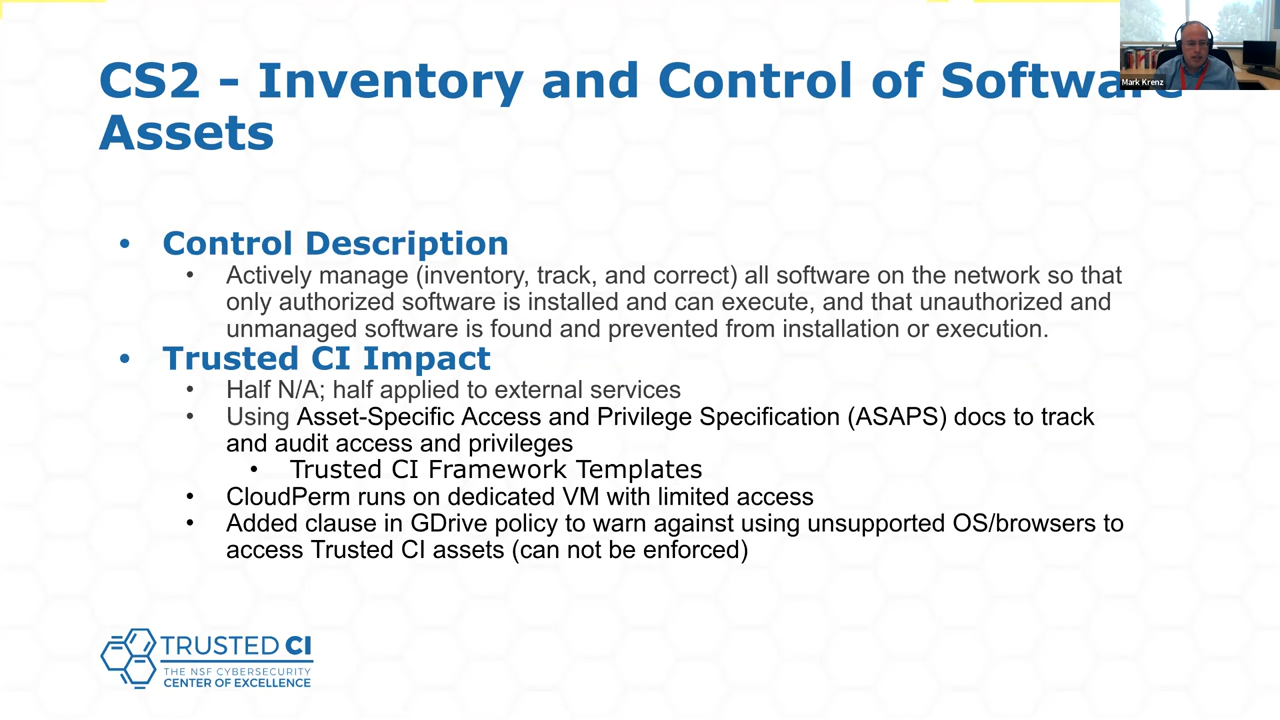 CS2 - Inventory and Control of Software
Assets
Mark Krenz
• Control Description
• Actively manage (inventory, track, and correct) all software on the network so that
only authorized software is installed and can execute, and that unauthorized and
unmanaged software is found and prevented from installation or execution.
• Trusted CI Impact
• Half N/A; half applied to external services
• Using Asset-Specific Access and Privilege Specification (ASAPS) docs to track
and audit access and privileges
• Trusted CI Framework Templates
• CloudPerm runs on dedicated VM with limited access
• Added clause in GDrive policy to warn against using unsupported OS/browsers to
access Trusted CI assets (can not be enforced)
TRUSTED CI
THE NSF CYBERSECURITY
CENTER OF EXCELLENCE